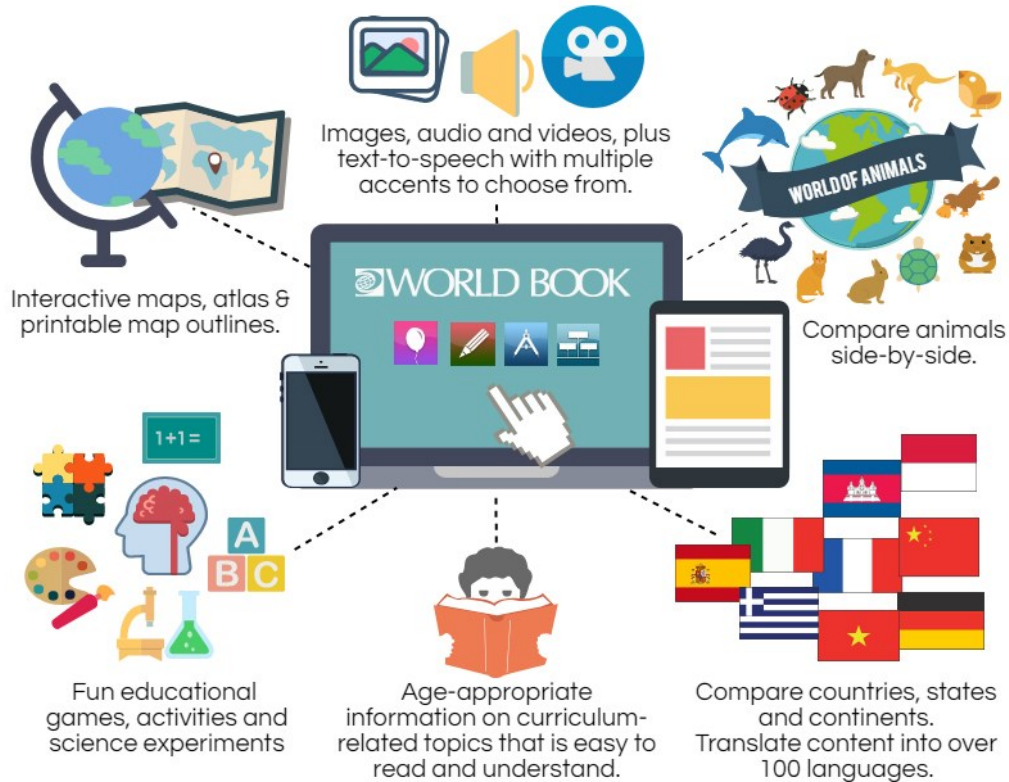 Images, audio and videos, plus
text-to-speech with multiple
accents to choose from.
WORLD OF ANIMALS
Interactive maps, atlas &
printable map outlines.
WORLD BOOK
Compare animals
side-by-side.
1+1=
A
B C
Fun educational
games, activities and
science experiments
Age-appropriate
information on curriculum-
related topics that is easy to
read and understand.
Compare countries, states
and continents.
Translate content into over
100 languages.